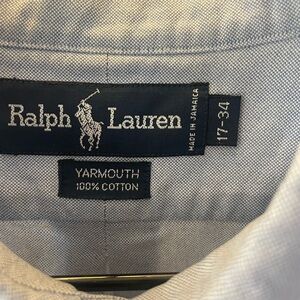 Ralph Lauren
MADE IN JAMAICA
17-34
YARMOUTH
100% COTTON